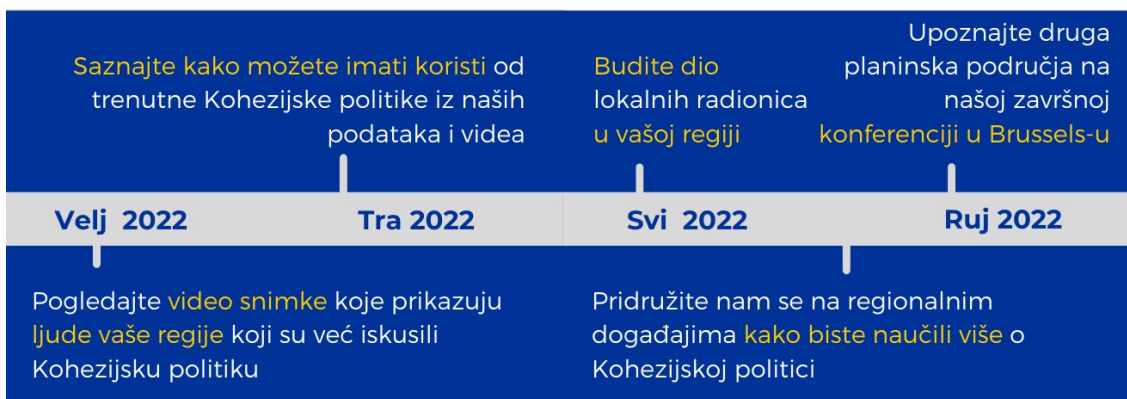 Saznajte kako možete imati koristi od
trenutne Kohezijske politike iz naših
podataka i videa
Budite dio
lokalnih radionica
u vašoj regiji
Upoznajte druga
planinska područja na
našoj završnoj
konferenciji u Brussels-u
Velj 2022
Tra 2022
Svi 2022
Ruj 2022
Pogledajte video snimke koje prikazuju
ljude vaše regije koji su već iskusili
Kohezijsku politiku
Pridružite nam se na regionalnim
događajima kako biste naučili više o
Kohezijskoj politici